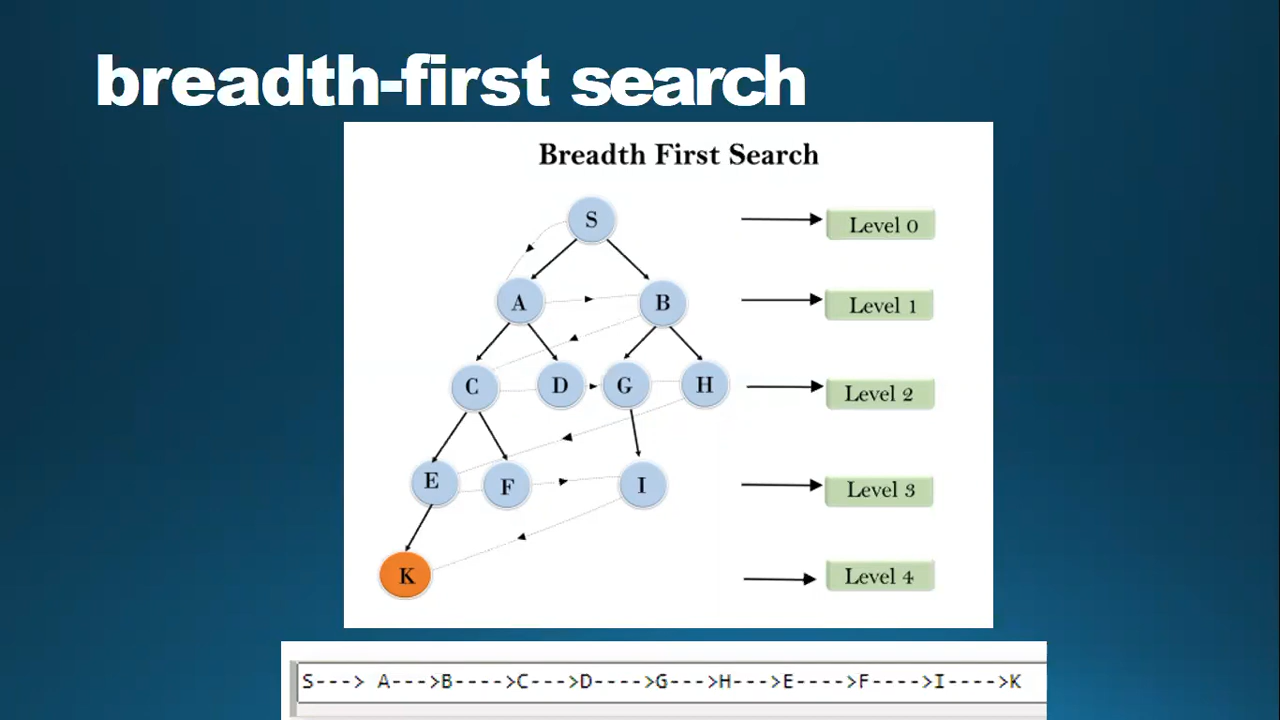 breadth-first search
Breadth First Search
S
Level 0
A B
Level 1
C D G H
Level 2
E F I
Level 3
K
Level 4
S---> A--->B---->C--->D---->G--->H--->E---->F---->I---->K